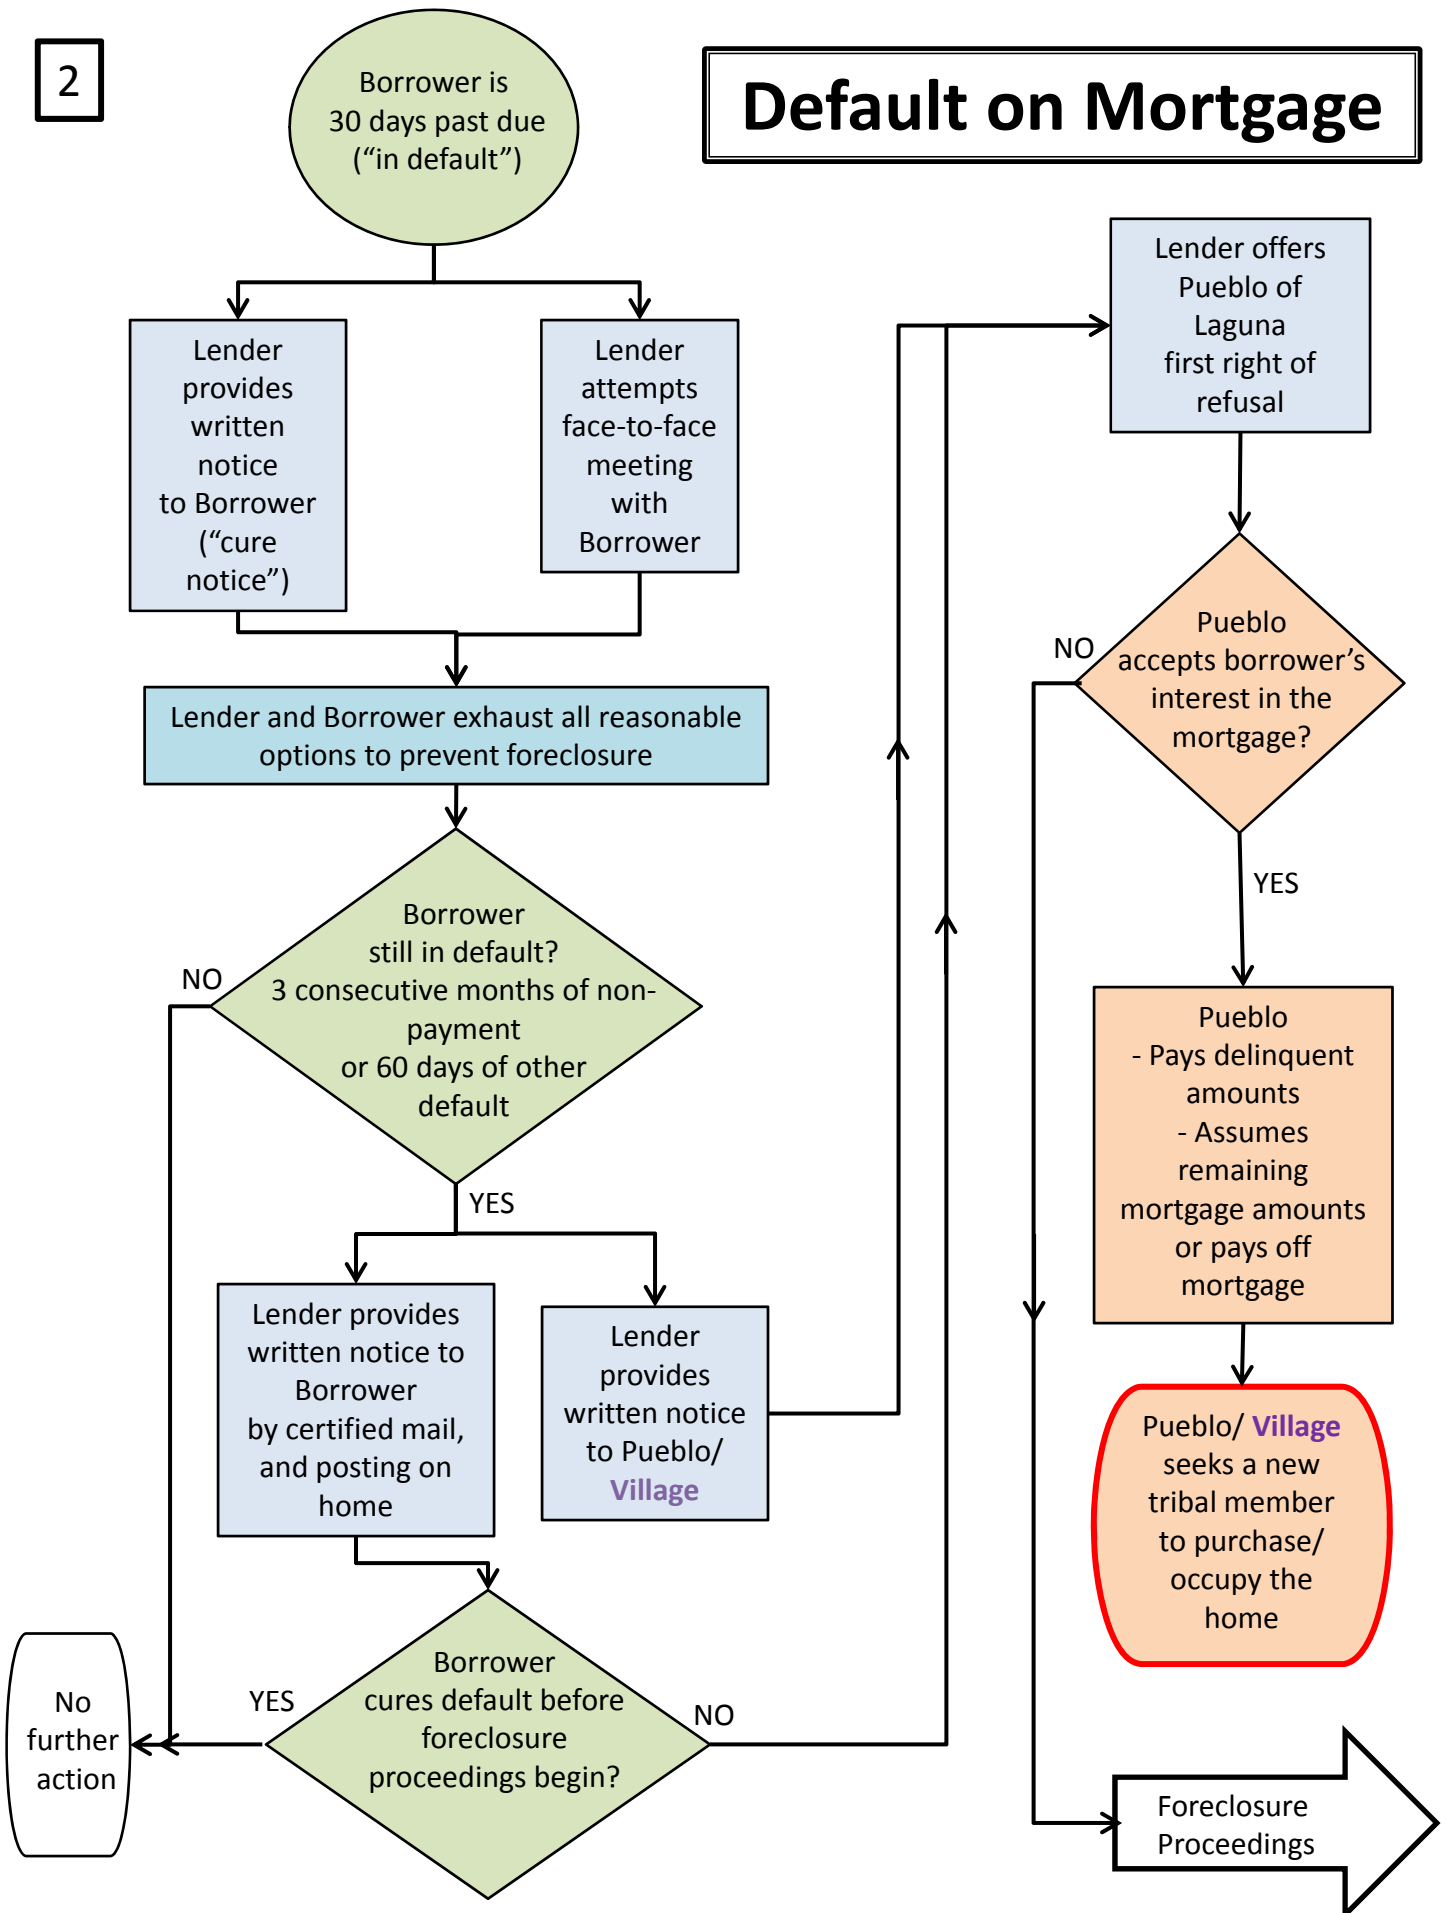 2
Default on Mortgage
Borrower is
30 days past due
(“in default”)
Lender
provides
written
notice
to Borrower
(“cure
notice”)
Lender
attempts
face-to-face
meeting
with
Borrower
Lender and Borrower exhaust all reasonable
options to prevent foreclosure
Borrower
still in default?
3 consecutive months of non-
payment
or 60 days of other
default
NO
YES
Lender provides
written notice to
Borrower
by certified mail,
and posting on
home
Lender
provides
written notice
to Pueblo/
Village
Borrower
cures default before
foreclosure
proceedings begin?
YES
NO
No
further
action
Lender offers
Pueblo of
Laguna
first right of
refusal
Pueblo
accepts borrower’s
interest in the
mortgage?
NO
YES
Pueblo
- Pays delinquent
amounts
- Assumes
remaining
mortgage amounts
or pays off
mortgage
Pueblo/ Village
seeks a new
tribal member
to purchase/
occupy the
home
Foreclosure
Proceedings